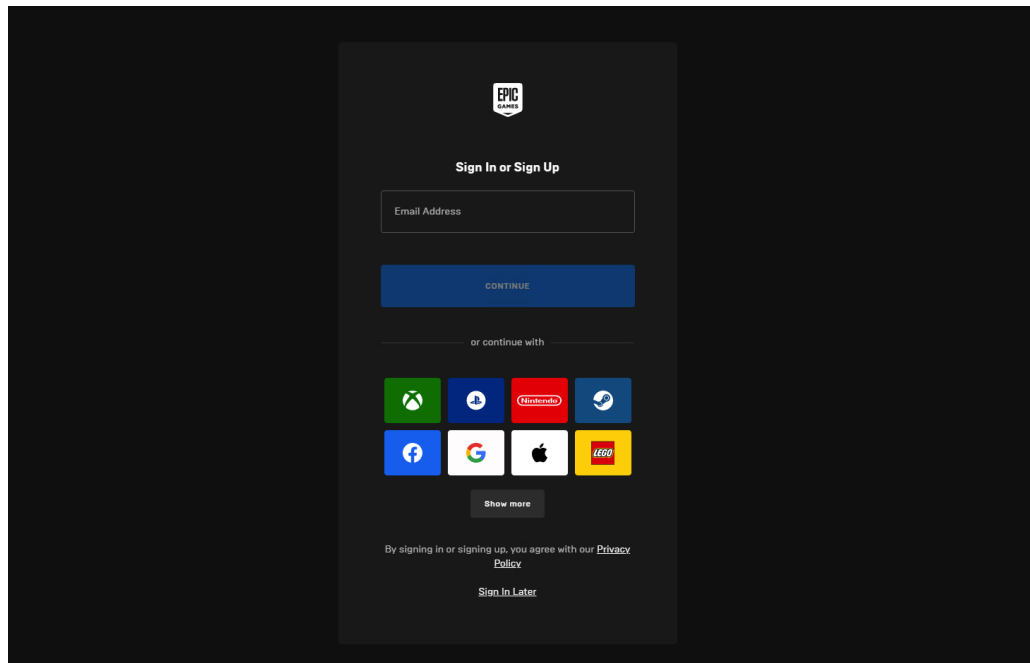 EPIC
GAMES
Sign In or Sign Up
Email Address
CONTINUE
or continue with
Nintendo
LEGO
Show more
By signing in or signing up, you agree with our Privacy
Policy
Sign In Later